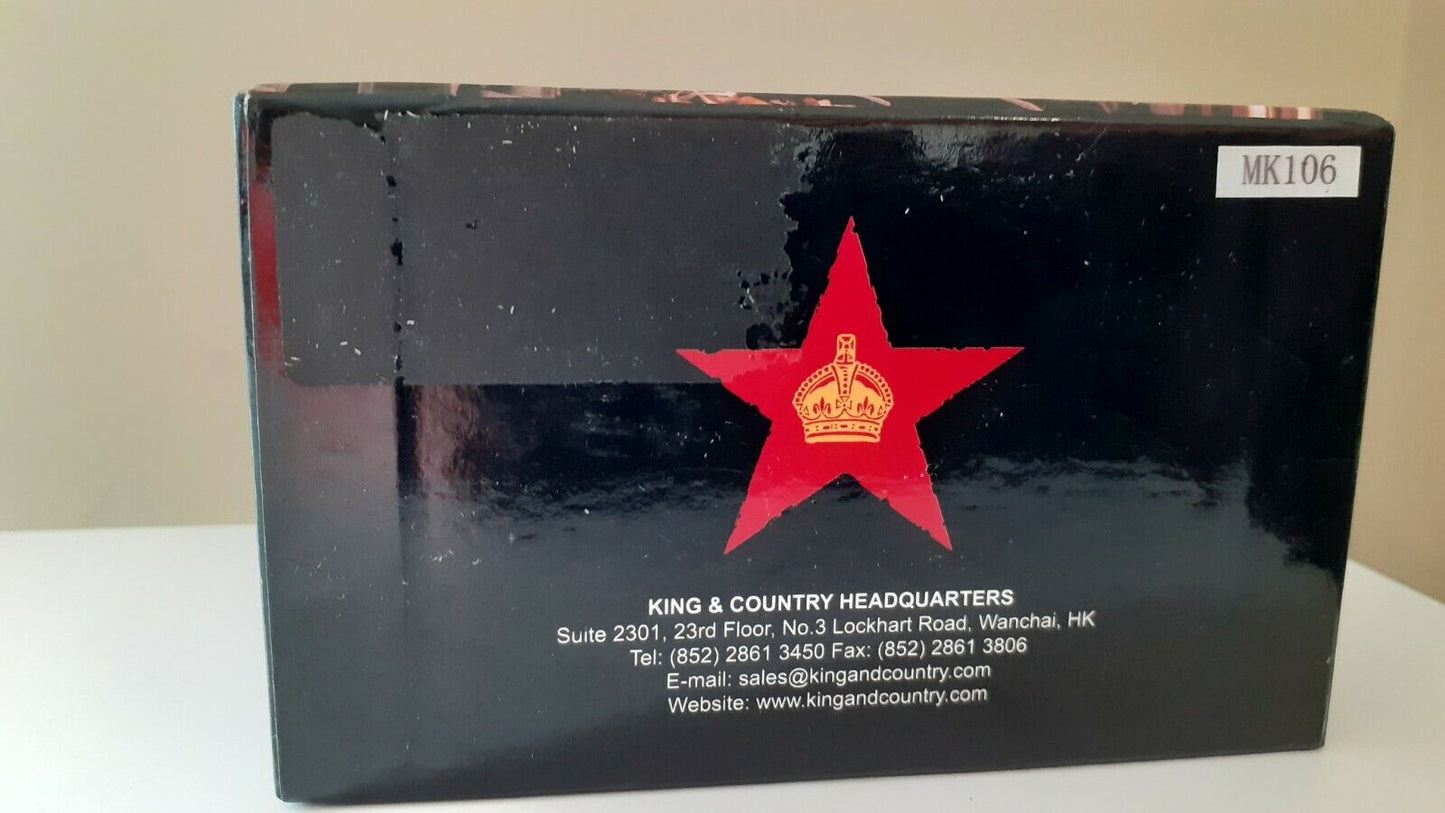 MK106
KING & COUNTRY HEADQUARTERS
Suite 2301, 23rd Floor, No.3 Lockhart Road, Wanchai, HK
Tel: (852) 2861 3450 Fax: (852) 2861 3806
E-mail: sales@kingandcountry.com
Website: www.kingandcountry.com